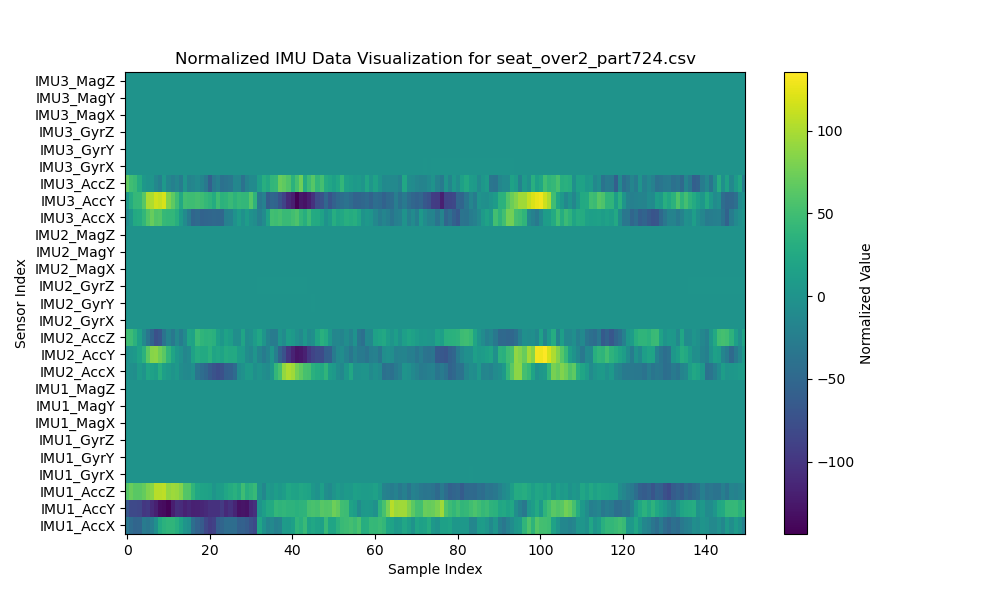 Normalized IMU Data Visualization for seat_over2_part724.csv
IMU3_MagZ
IMU3_MagY
IMU3_MagX
IMU3_GyrZ
IMU3_GyrY
IMU3_GyrX
IMU3_AccZ
IMU3_AccY
IMU3_AccX
IMU2_MagZ
IMU2_MagY
IMU2_MagX
IMU2_GyrZ
IMU2_GyrY
IMU2_GyrX
IMU2_AccZ
IMU2_AccY
IMU2_AccX
IMU1_MagZ
IMU1_MagY
IMU1_MagX
IMU1_GyrZ
IMU1_GyrY
IMU1_GyrX
IMU1_AccZ
IMU1_AccY
IMU1_AccX
Sensor Index
0 20 40 60 80 100 120 140
Sample Index
100
50
0
−50
−100
Normalized Value